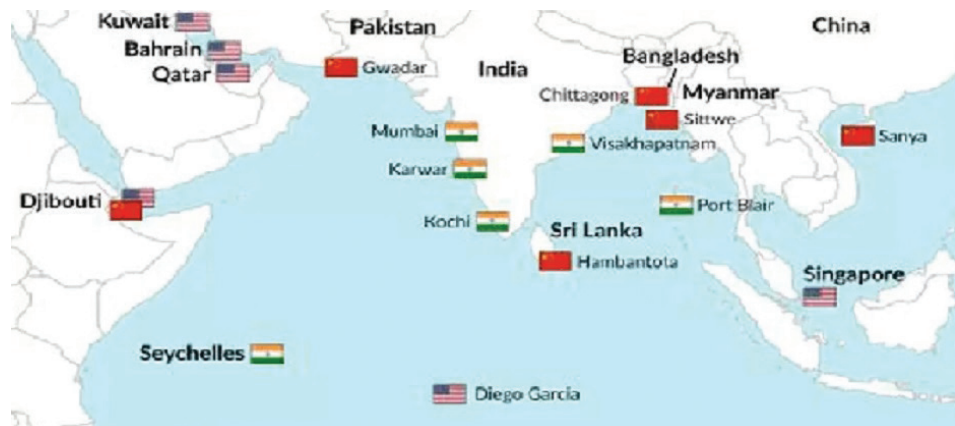 Kuwait
Pakistan
China
Bahrain
Qatar
Gwadar
India
Bangladesh
Chittagong
Myanmar
Sittwe
Mumbai
Visakhapatnam
Sanya
Karwar
Djibouti
Port Blair
Kochi
Sri Lanka
Hambantota
Singapore
Seychelles
Diego Garcia